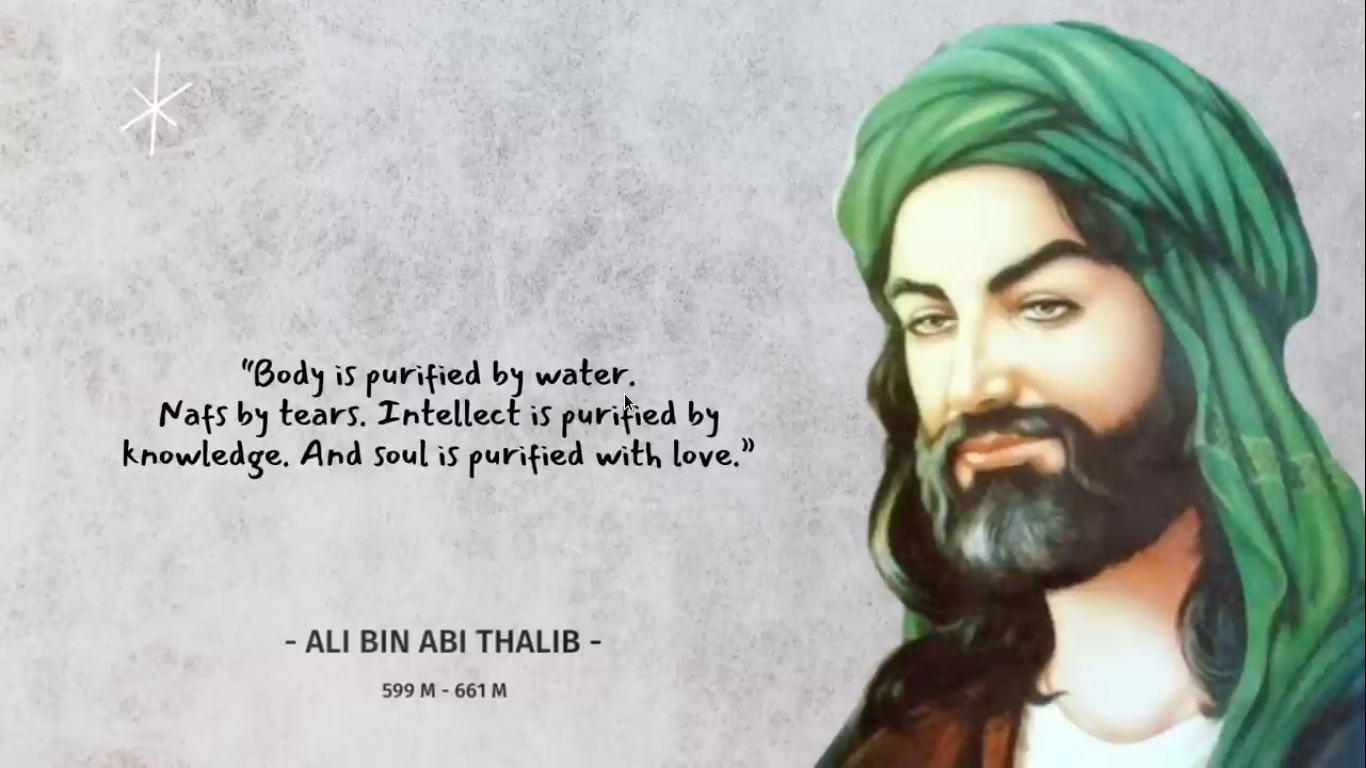 “Body is purified by water.
Nafs by tears. Intellect is purified by
knowledge. And soul is purified with love.”
- ALI BIN ABI THALIB -
599 M - 661 M